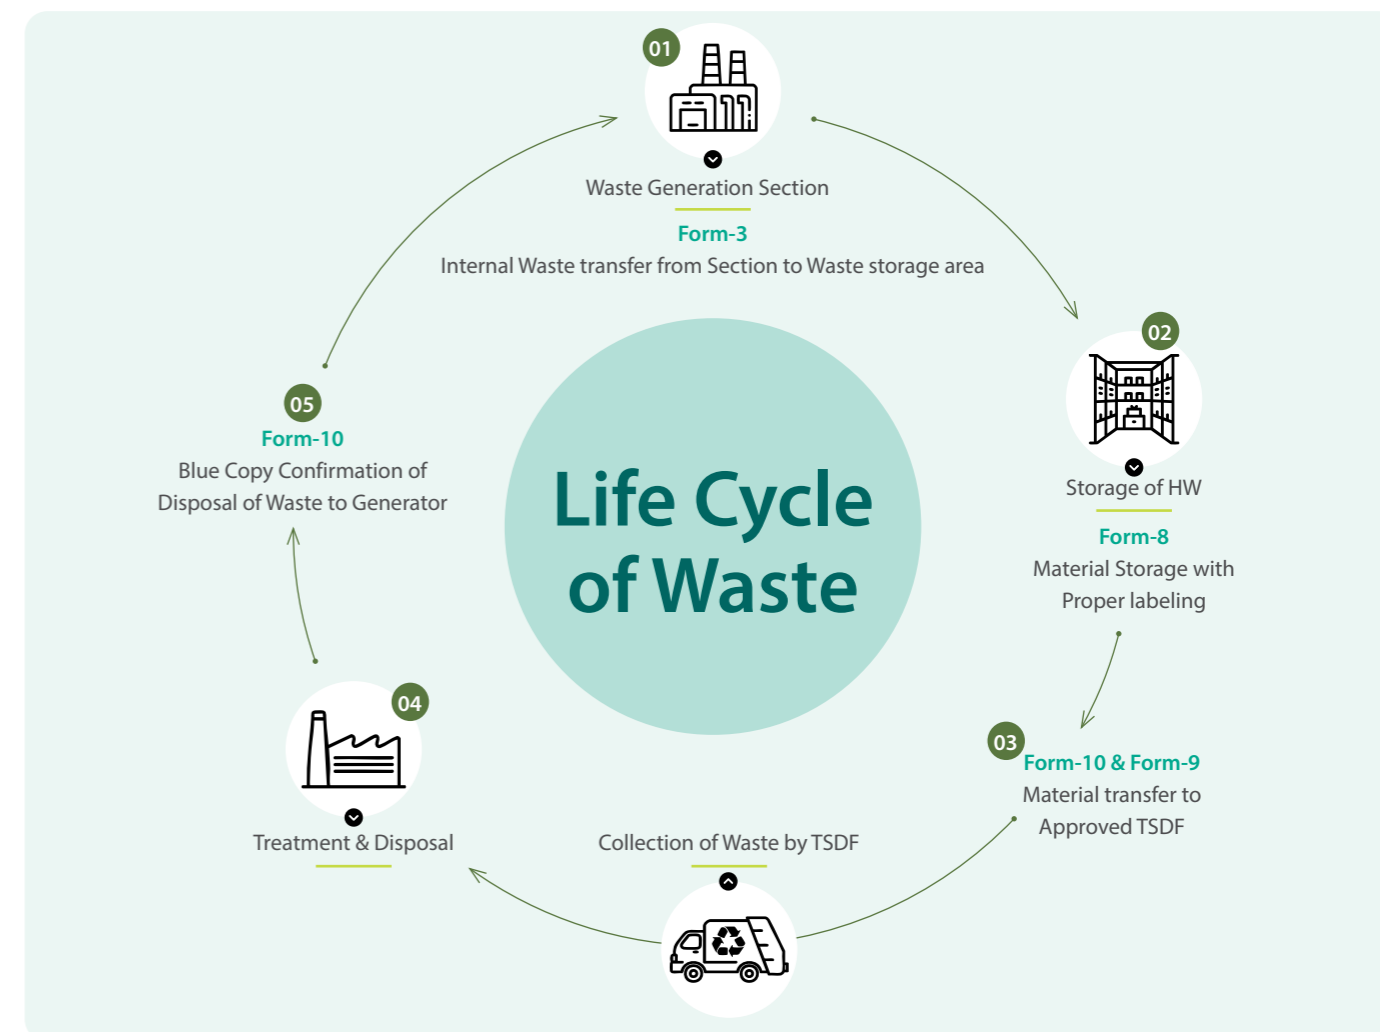 01
Waste Generation Section
Form-3
Internal Waste transfer from Section to Waste storage area
02
Storage of HW
Form-8
Material Storage with
Proper labeling
03
Form-10 & Form-9
Material transfer to
Approved TSDF
Collection of Waste by TSDF
04
Treatment & Disposal
05
Form-10
Blue Copy Confirmation of
Disposal of Waste to Generator
Life Cycle
of Waste